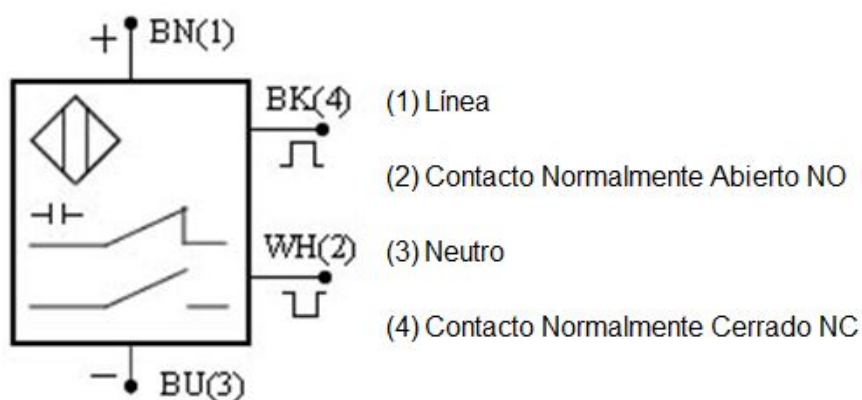 + BN(1)
BK(4)
WH(2)
− BU(3)
(1) Línea
(2) Contacto Normalmente Abierto NO
(3) Neutro
(4) Contacto Normalmente Cerrado NC